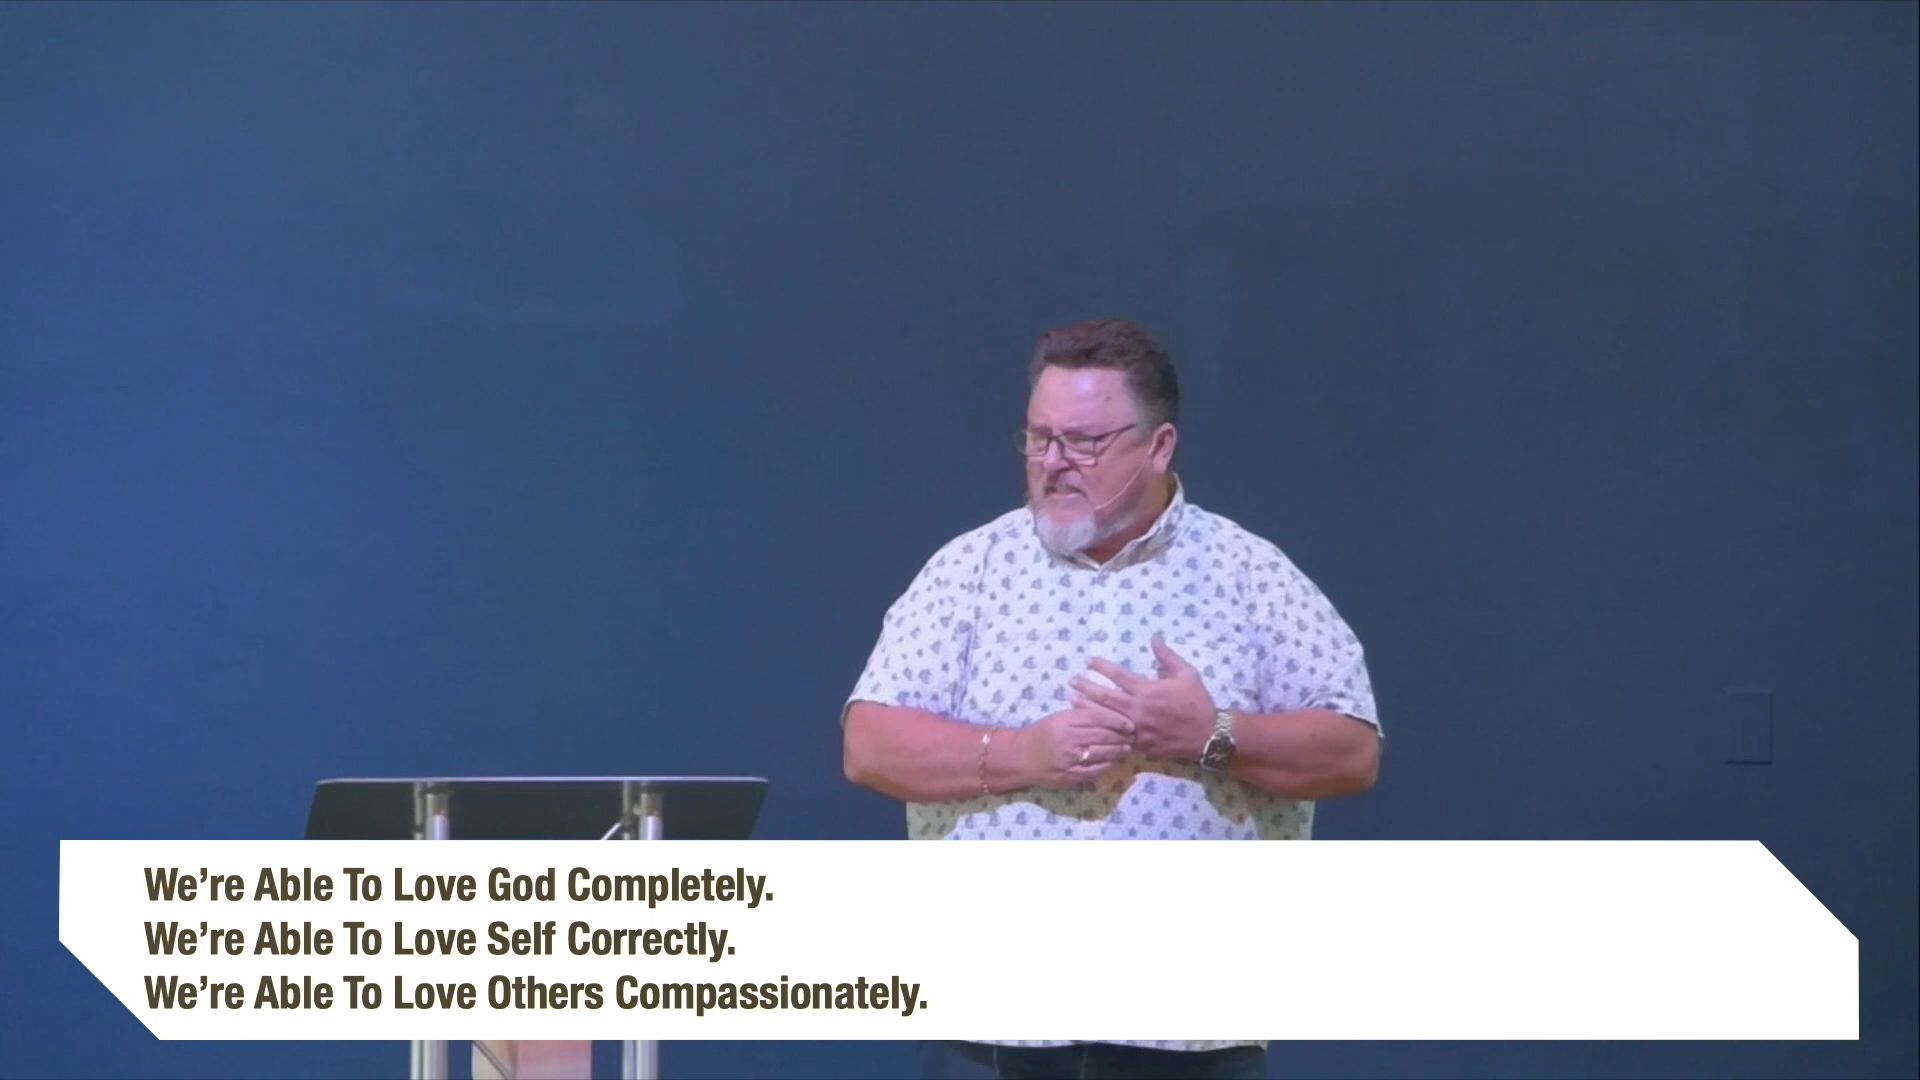 We’re Able To Love God Completely.
We’re Able To Love Self Correctly.
We’re Able To Love Others Compassionately.